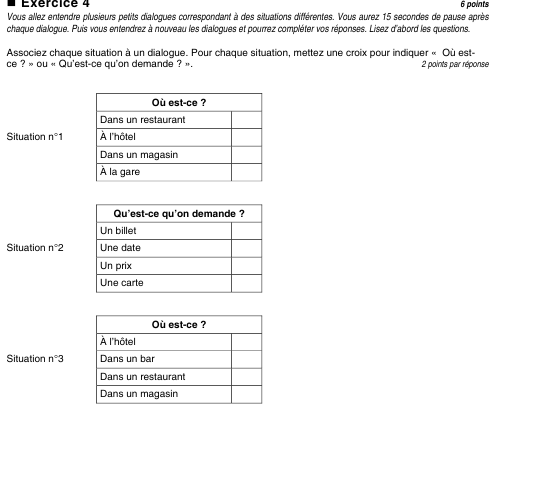 ■ Exercice 4 6 points
Vous allez entendre plusieurs petits dialogues correspondant à des situations différentes. Vous aurez 15 secondes de pause après
chaque dialogue. Puis vous entendrez à nouveau les dialogues et pourrez compléter vos réponses. Lisez d'abord les questions.
Associez chaque situation à un dialogue. Pour chaque situation, mettez une croix pour indiquer « Où est-
ce ? » ou « Qu'est-ce qu'on demande ? ». 2 points par réponse
Où est-ce ?
Dans un restaurant
Situation n°1 À l'hôtel
Dans un magasin
À la gare
Qu'est-ce qu'on demande ?
Un billet
Situation n°2 Une date
Un prix
Une carte
Où est-ce ?
À l'hôtel
Situation n°3 Dans un bar
Dans un restaurant
Dans un magasin